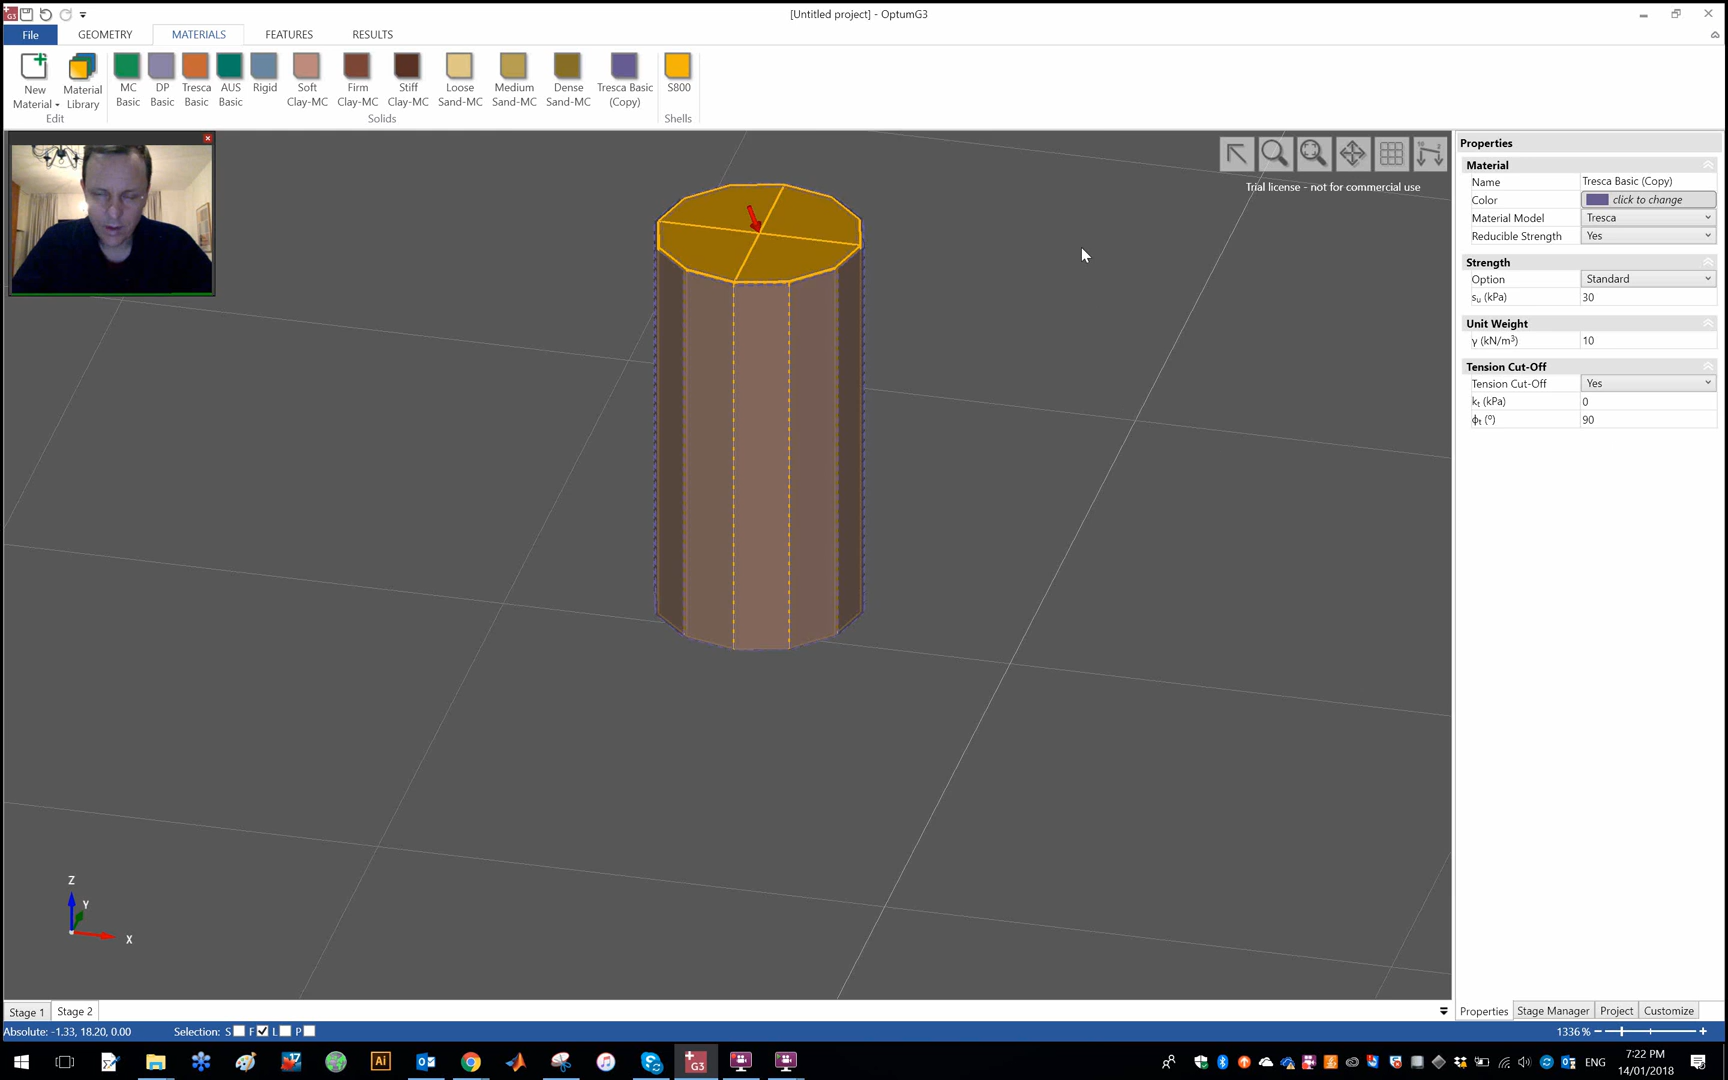 [Untitled project] - OptumG3
File GEOMETRY MATERIALS FEATURES RESULTS
New Material
Material Library
MC Basic
DP Basic
Tresca Basic
AUS Basic
Rigid
Soft Clay-MC
Firm Clay-MC
Stiff Clay-MC
Loose Sand-MC
Medium Sand-MC
Dense Sand-MC
Tresca Basic (Copy)
S800
Edit Solids Shells
Trial license - not for commercial use
Properties
Material
Name Tresca Basic (Copy)
Color click to change
Material Model Tresca
Reducible Strength Yes
Strength
Option Standard
su (kPa) 30
Unit Weight
γ (kN/m³) 10
Tension Cut-Off
Tension Cut-Off Yes
kt (kPa) 0
ϕt (°) 90
Z
Y
X
Stage 1 Stage 2
Properties Stage Manager Project Customize
Absolute: -1.33, 18.20, 0.00 Selection: S F L P 1336 %
Ai
G3
ENG
7:22 PM
14/01/2018